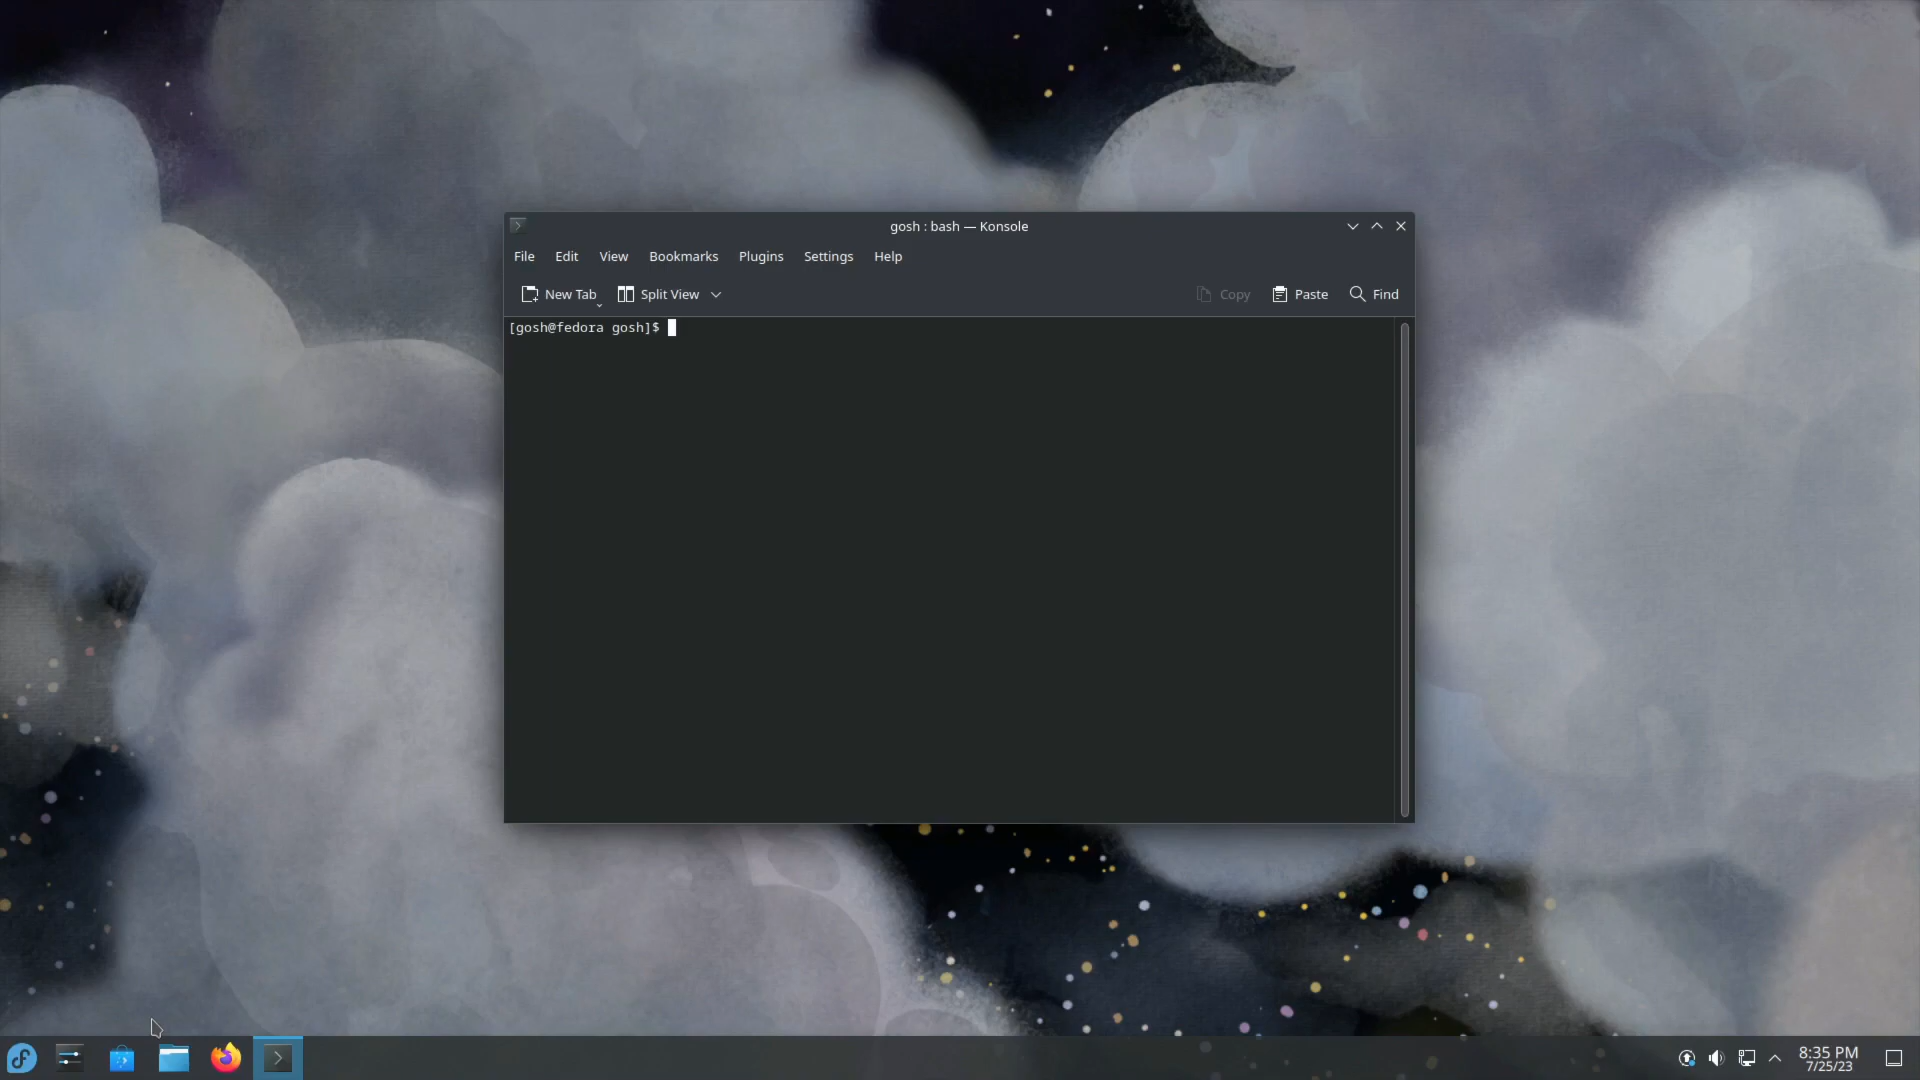 gosh : bash — Konsole
File Edit View Bookmarks Plugins Settings Help
New Tab Split View Copy Paste Find
[gosh@fedora gosh]$
8:35 PM
7/25/23